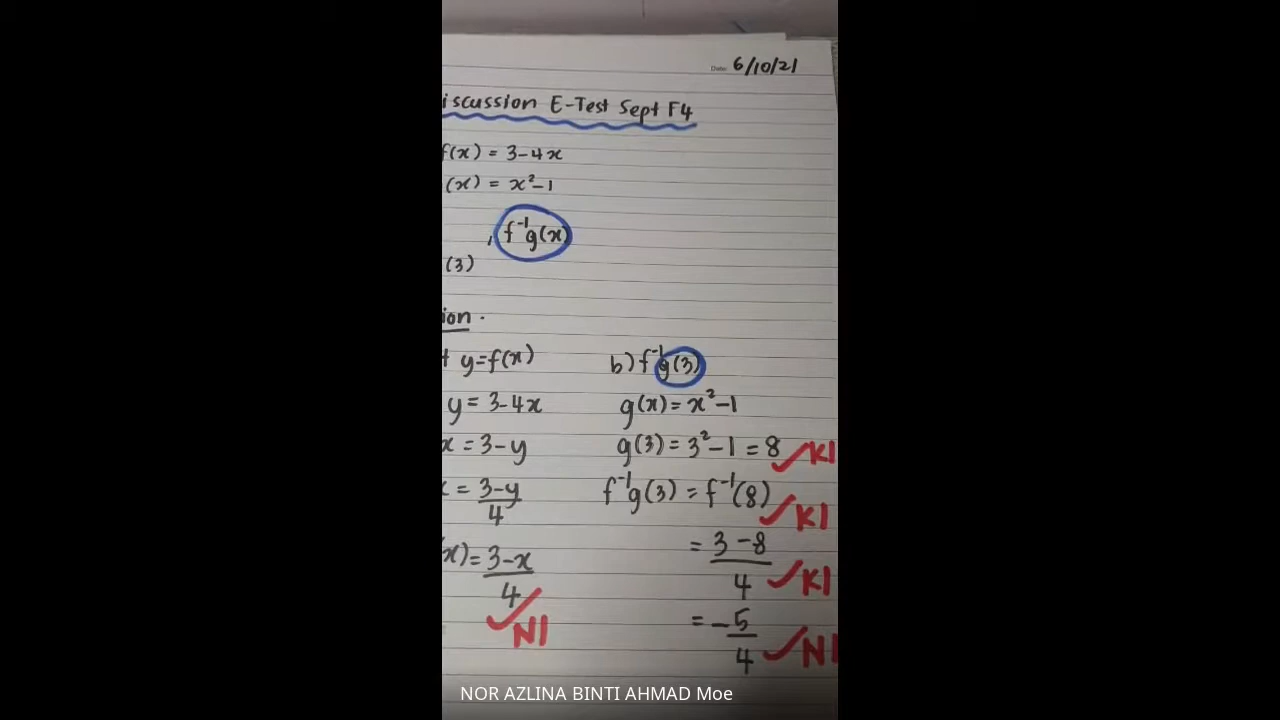 Date: 6/10/21
iscussion E-Test Sept F4
f(x) = 3-4x
(x) = x²-1
, f⁻¹g(x)
(3)
ion.
y=f(x)
y = 3-4x
x = 3-y
= 3-y
4
(x) = 3-x
4
✓N1
b) f⁻¹g(3)
g(x) = x²-1
g(3) = 3²-1 = 8 ✓K1
f⁻¹g(3) = f⁻¹(8) ✓K1
= 3-8
4 ✓K1
= -5
4 ✓N1
NOR AZLINA BINTI AHMAD Moe